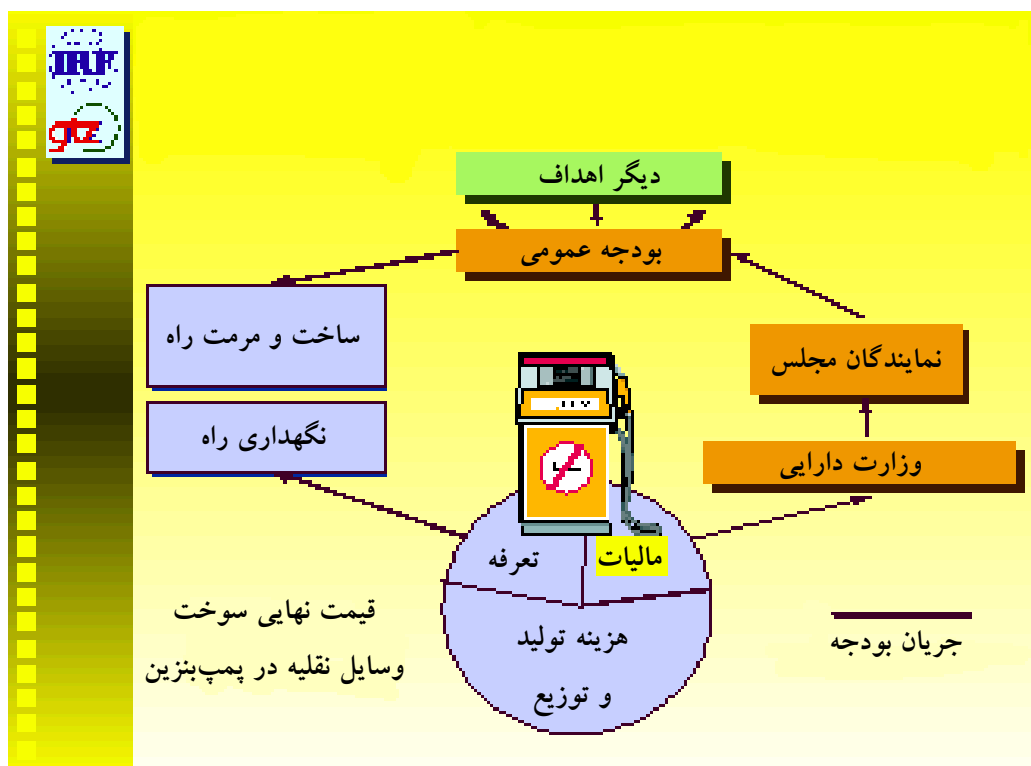 gtz
دیگر اهداف
بودجه عمومی
ساخت و مرمت راه
نمایندگان مجلس
نگهداری راه
وزارت دارایی
تعرفه
مالیات
هزینه تولید
و توزیع
قیمت نهایی سوخت
وسایل نقلیه در پمپ‌بنزین
جریان بودجه